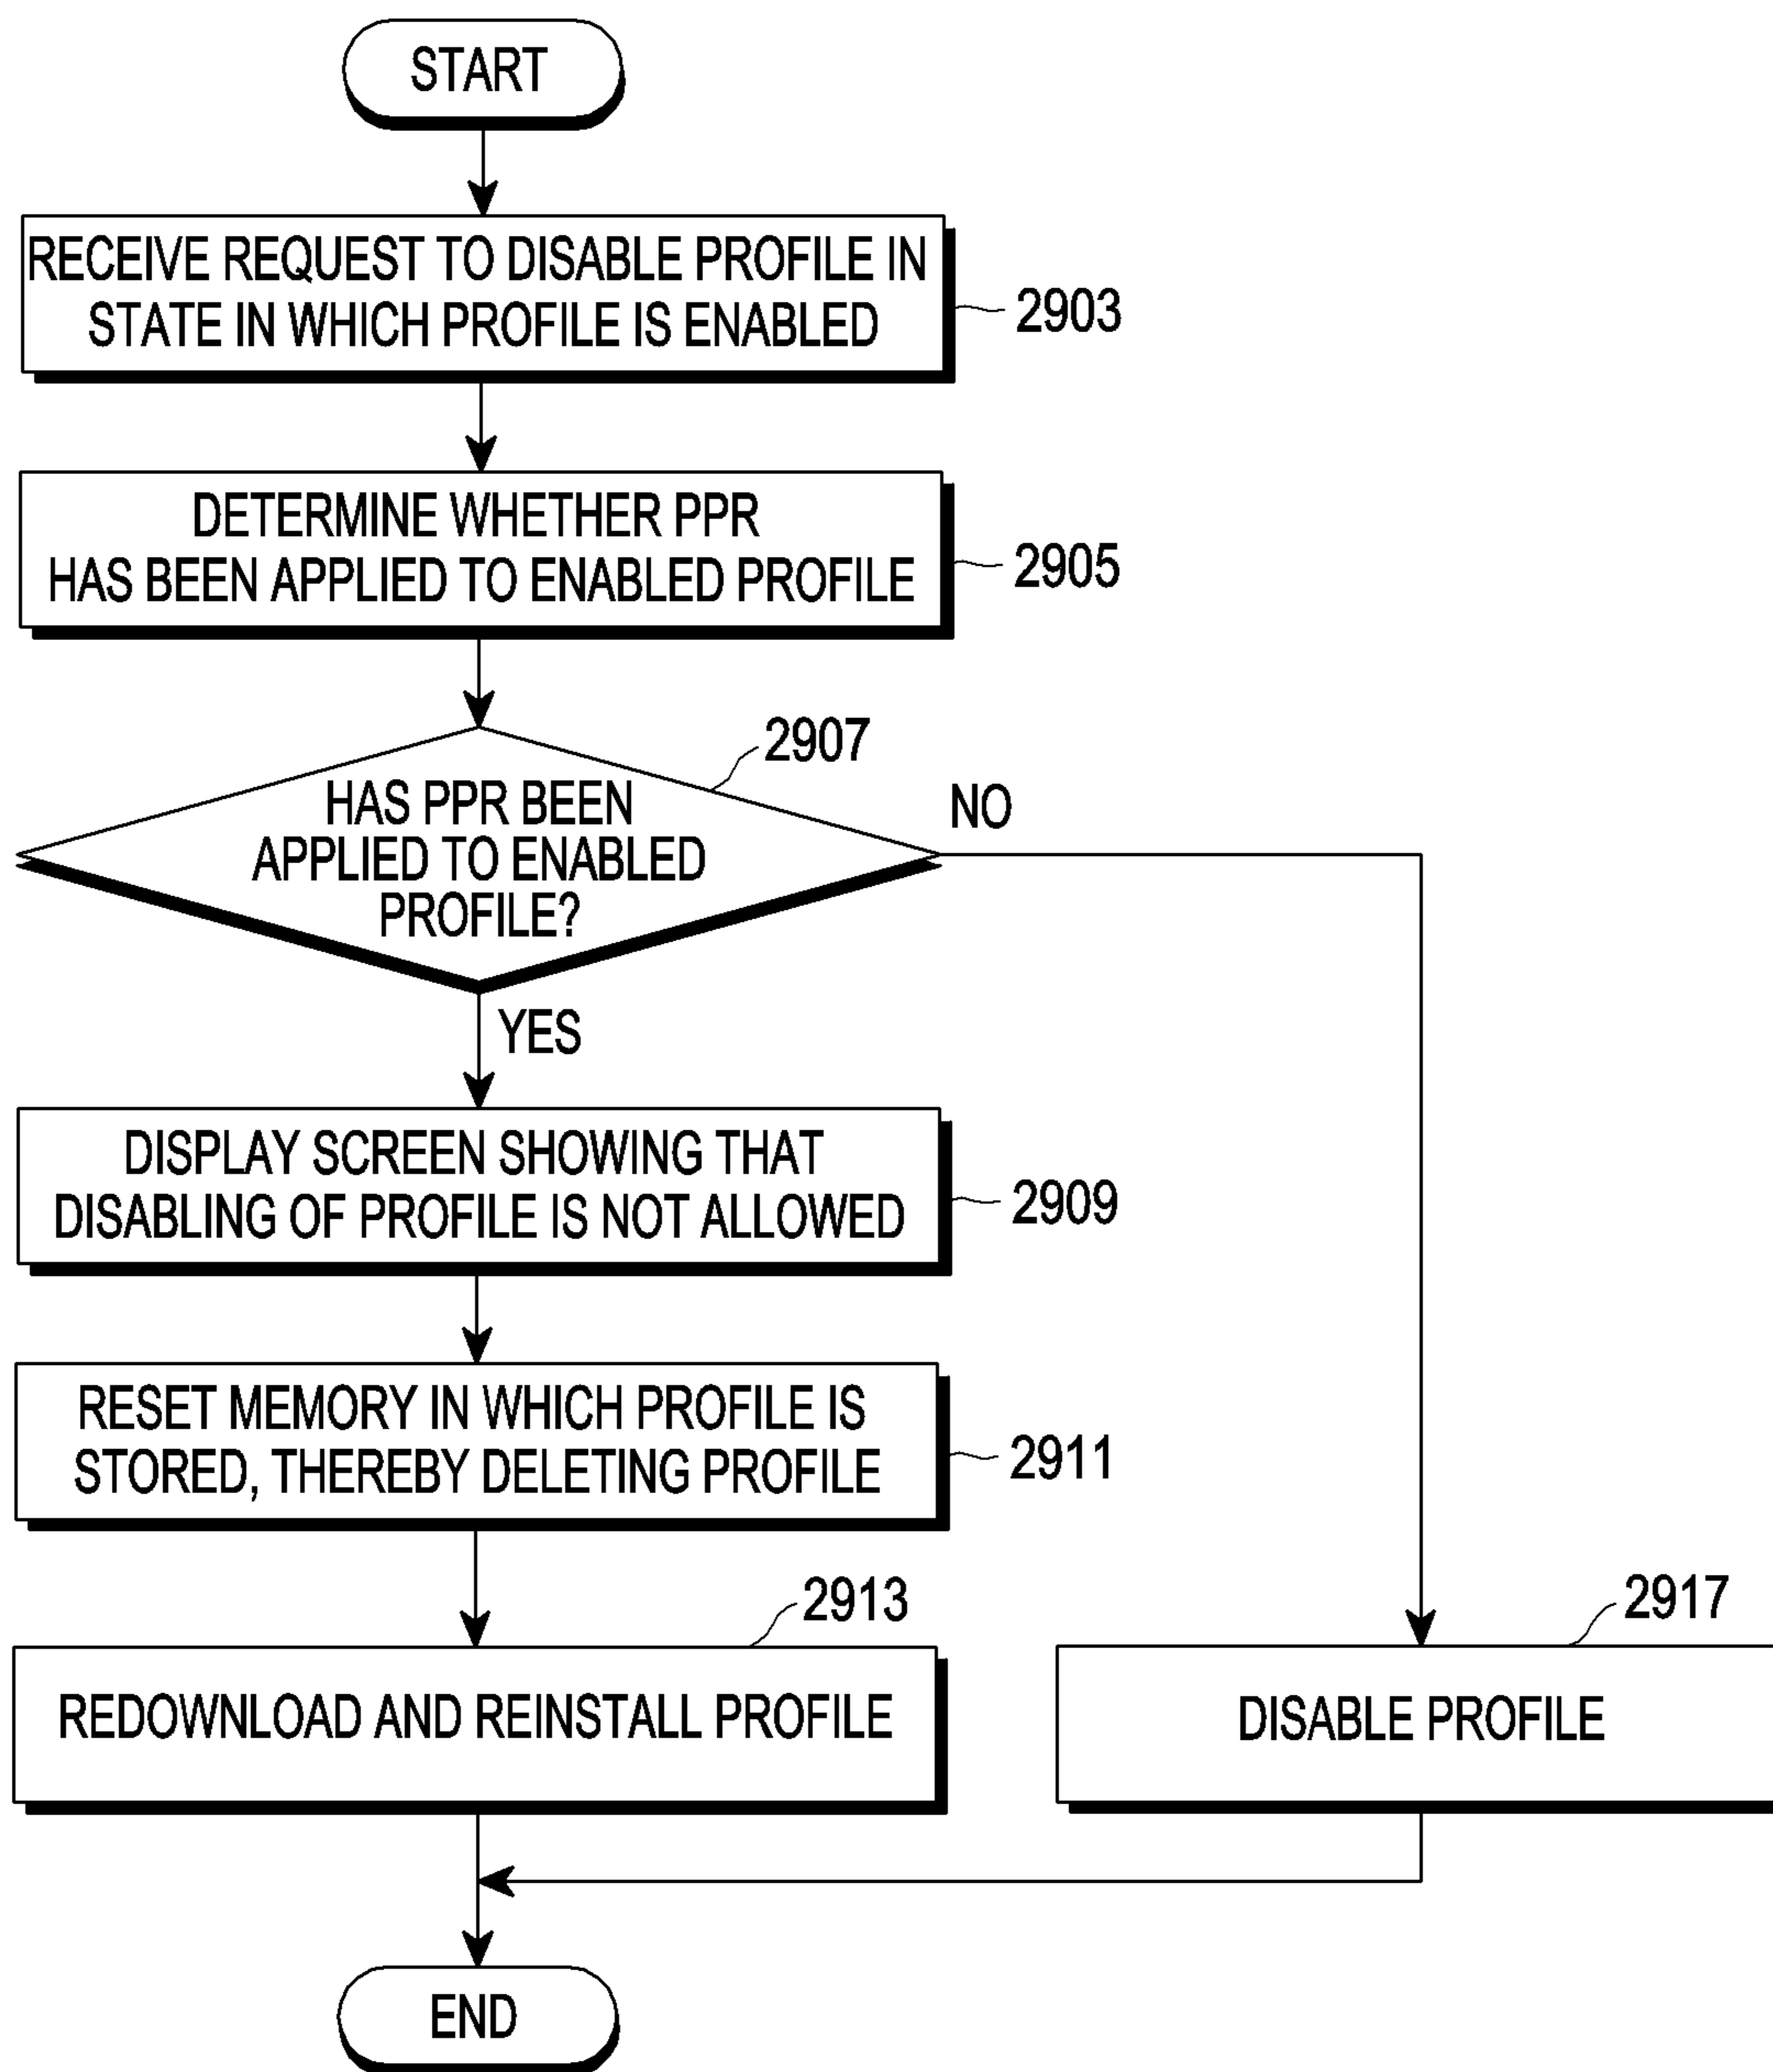 START
RECEIVE REQUEST TO DISABLE PROFILE IN
STATE IN WHICH PROFILE IS ENABLED
2903
DETERMINE WHETHER PPR
HAS BEEN APPLIED TO ENABLED PROFILE
2905
2907
HAS PPR BEEN
APPLIED TO ENABLED
PROFILE?
NO
YES
DISPLAY SCREEN SHOWING THAT
DISABLING OF PROFILE IS NOT ALLOWED
2909
RESET MEMORY IN WHICH PROFILE IS
STORED, THEREBY DELETING PROFILE
2911
2913
REDOWNLOAD AND REINSTALL PROFILE
2917
DISABLE PROFILE
END